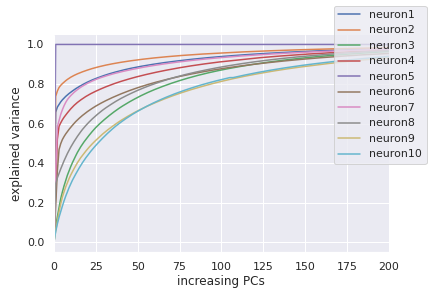 neuron1
neuron2
neuron3
neuron4
neuron5
neuron6
neuron7
neuron8
neuron9
neuron10
1.0
0.8
0.6
0.4
0.2
0.0
explained variance
0 25 50 75 100 125 150 175 200
increasing PCs